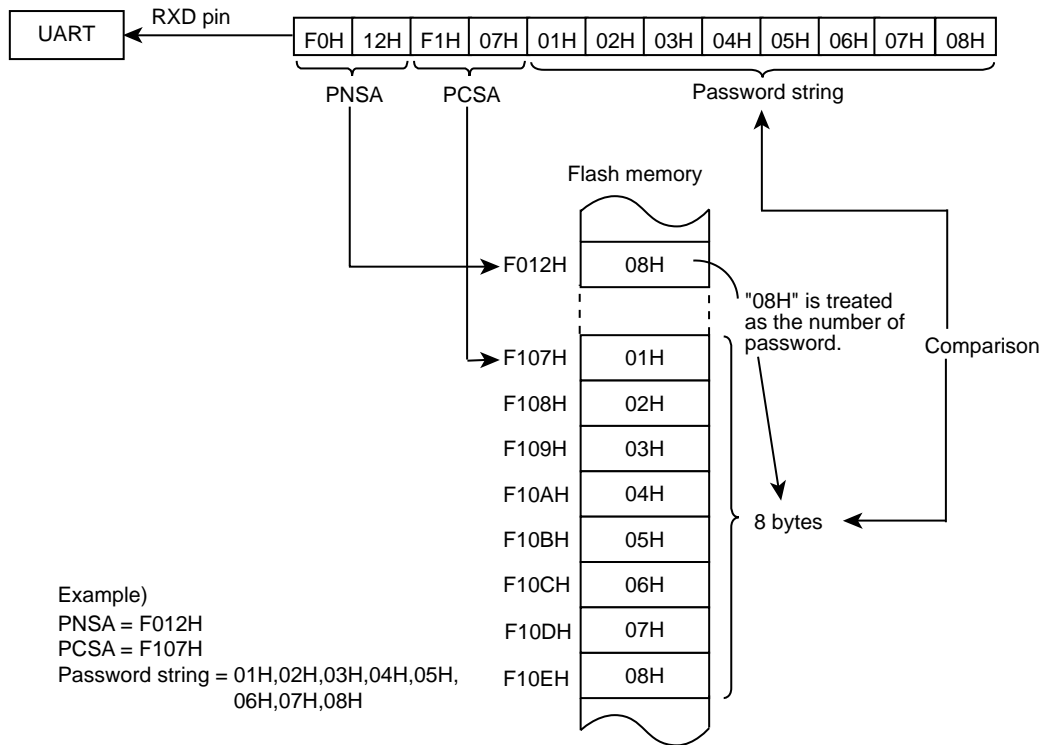 UART
RXD pin
F0H 12H F1H 07H 01H 02H 03H 04H 05H 06H 07H 08H
PNSA PCSA Password string
Flash memory
F012H 08H
"08H" is treated
as the number of
password.
Comparison
F107H 01H
F108H 02H
F109H 03H
F10AH 04H
F10BH 05H
8 bytes
F10CH 06H
F10DH 07H
F10EH 08H
Example)
PNSA = F012H
PCSA = F107H
Password string = 01H,02H,03H,04H,05H,
06H,07H,08H